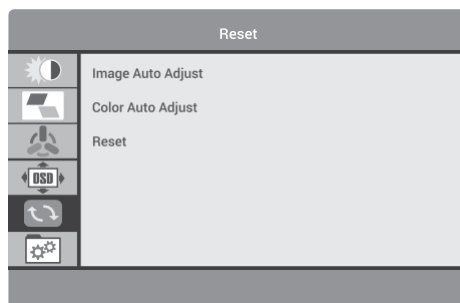 Reset
Image Auto Adjust
Color Auto Adjust
Reset
OSD